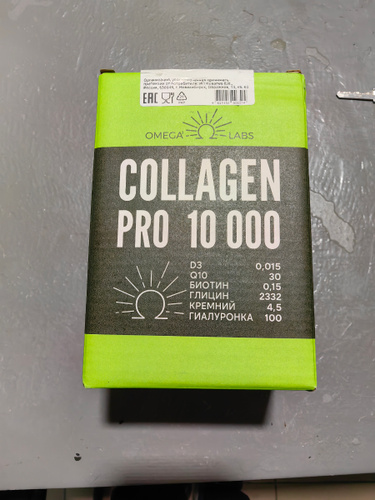 EAC
OMEGA LABS
COLLAGEN
PRO 10 000
D3 0,015
Q10 30
БИОТИН 0,15
ГЛИЦИН 2332
КРЕМНИЙ 4,5
ГИАЛУРОНКА 100